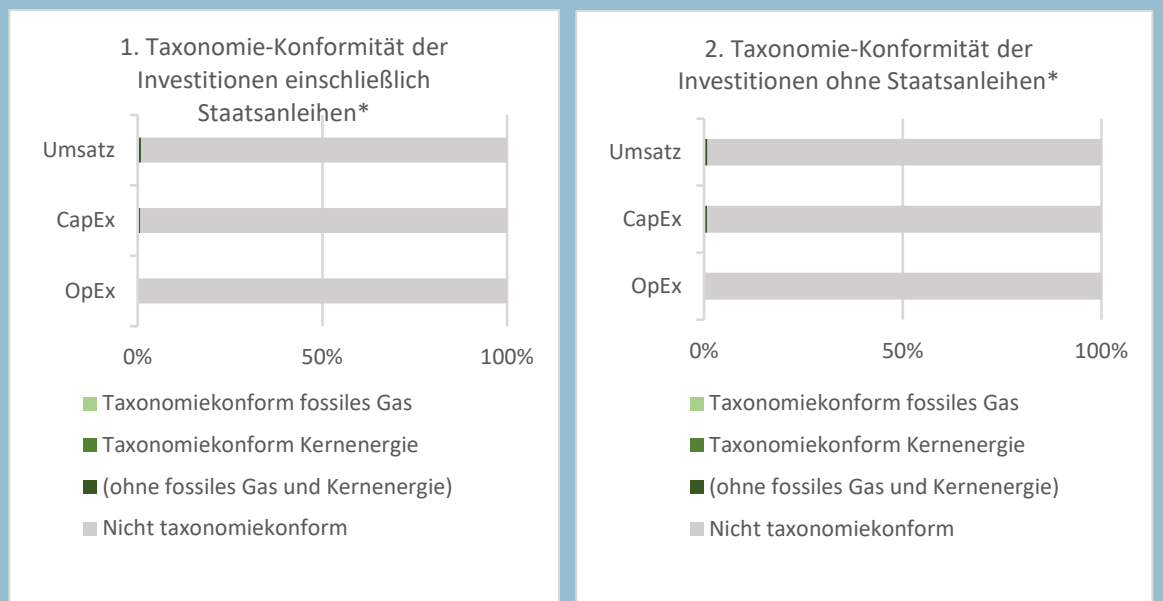 1. Taxonomie-Konformität der
Investitionen einschließlich
Staatsanleihen*
Umsatz
CapEx
OpEx
0%
50%
100%
Taxonomiekonform fossiles Gas
Taxonomiekonform Kernenergie
(ohne fossiles Gas und Kernenergie)
Nicht taxonomiekonform
2. Taxonomie-Konformität der
Investitionen ohne Staatsanleihen*
Umsatz
CapEx
OpEx
0%
50%
100%
Taxonomiekonform fossiles Gas
Taxonomiekonform Kernenergie
(ohne fossiles Gas und Kernenergie)
Nicht taxonomiekonform